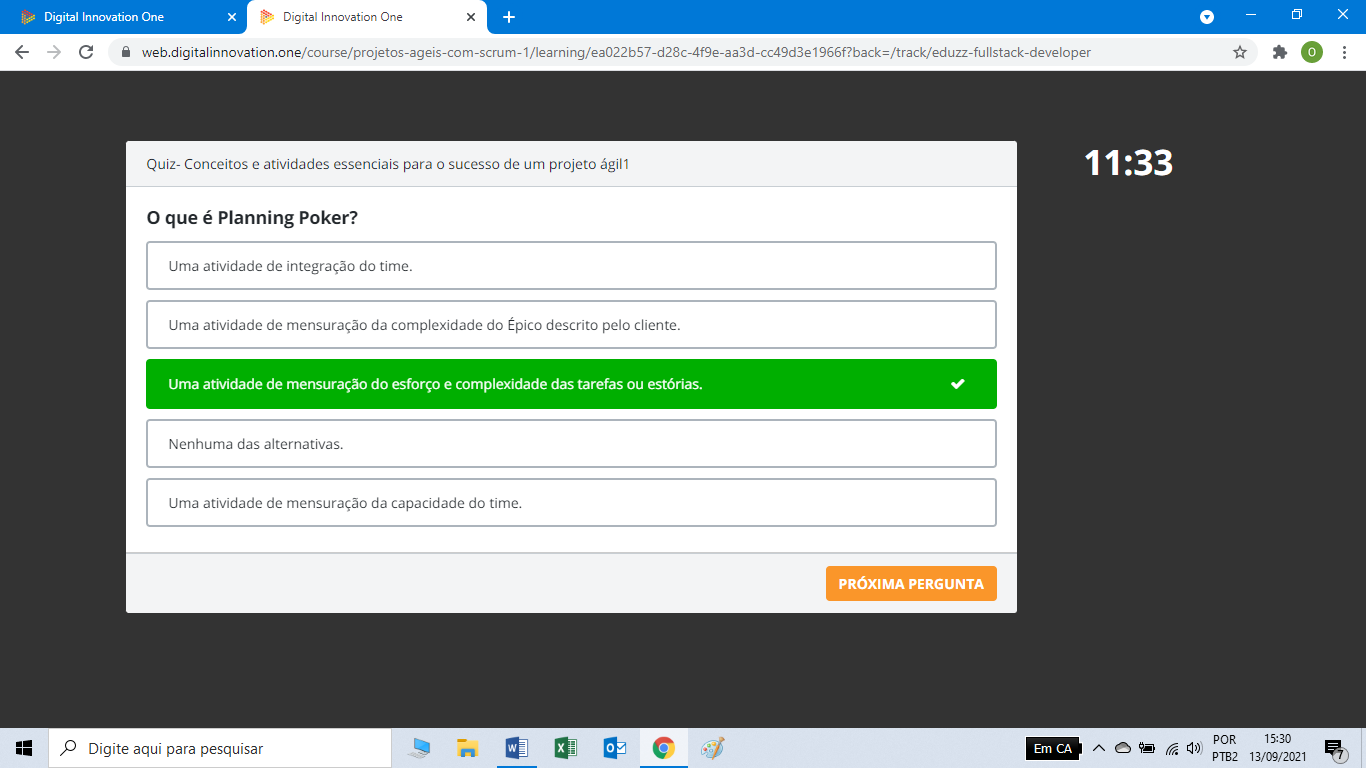 Digital Innovation One
Digital Innovation One
web.digitalinnovation.one/course/projetos-ageis-com-scrum-1/learning/ea022b57-d28c-4f9e-aa3d-cc49d3e1966f?back=/track/eduzz-fullstack-developer
O
Quiz- Conceitos e atividades essenciais para o sucesso de um projeto ágil1
11:33
O que é Planning Poker?
Uma atividade de integração do time.
Uma atividade de mensuração da complexidade do Épico descrito pelo cliente.
Uma atividade de mensuração do esforço e complexidade das tarefas ou estórias.
Nenhuma das alternativas.
Uma atividade de mensuração da capacidade do time.
PRÓXIMA PERGUNTA
Digite aqui para pesquisar
Em CA
POR
PTB2
15:30
13/09/2021
7